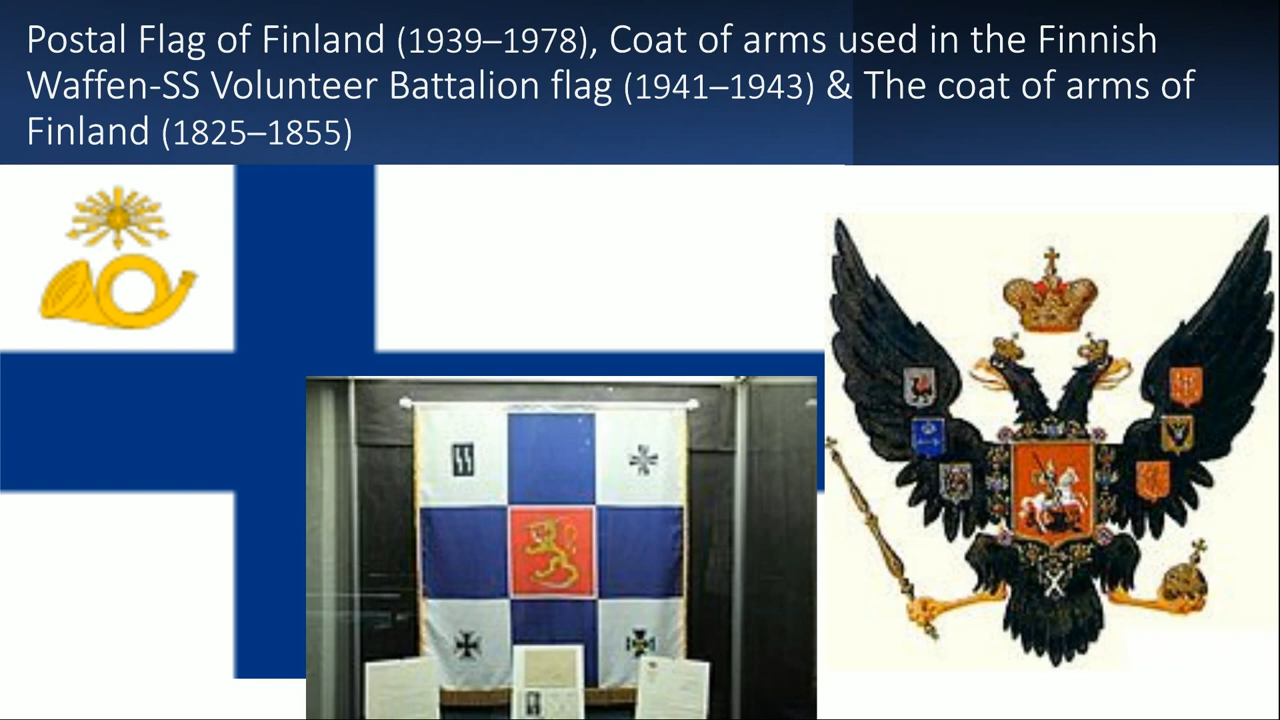 Postal Flag of Finland (1939–1978), Coat of arms used in the Finnish
Waffen-SS Volunteer Battalion flag (1941–1943) & The coat of arms of
Finland (1825–1855)